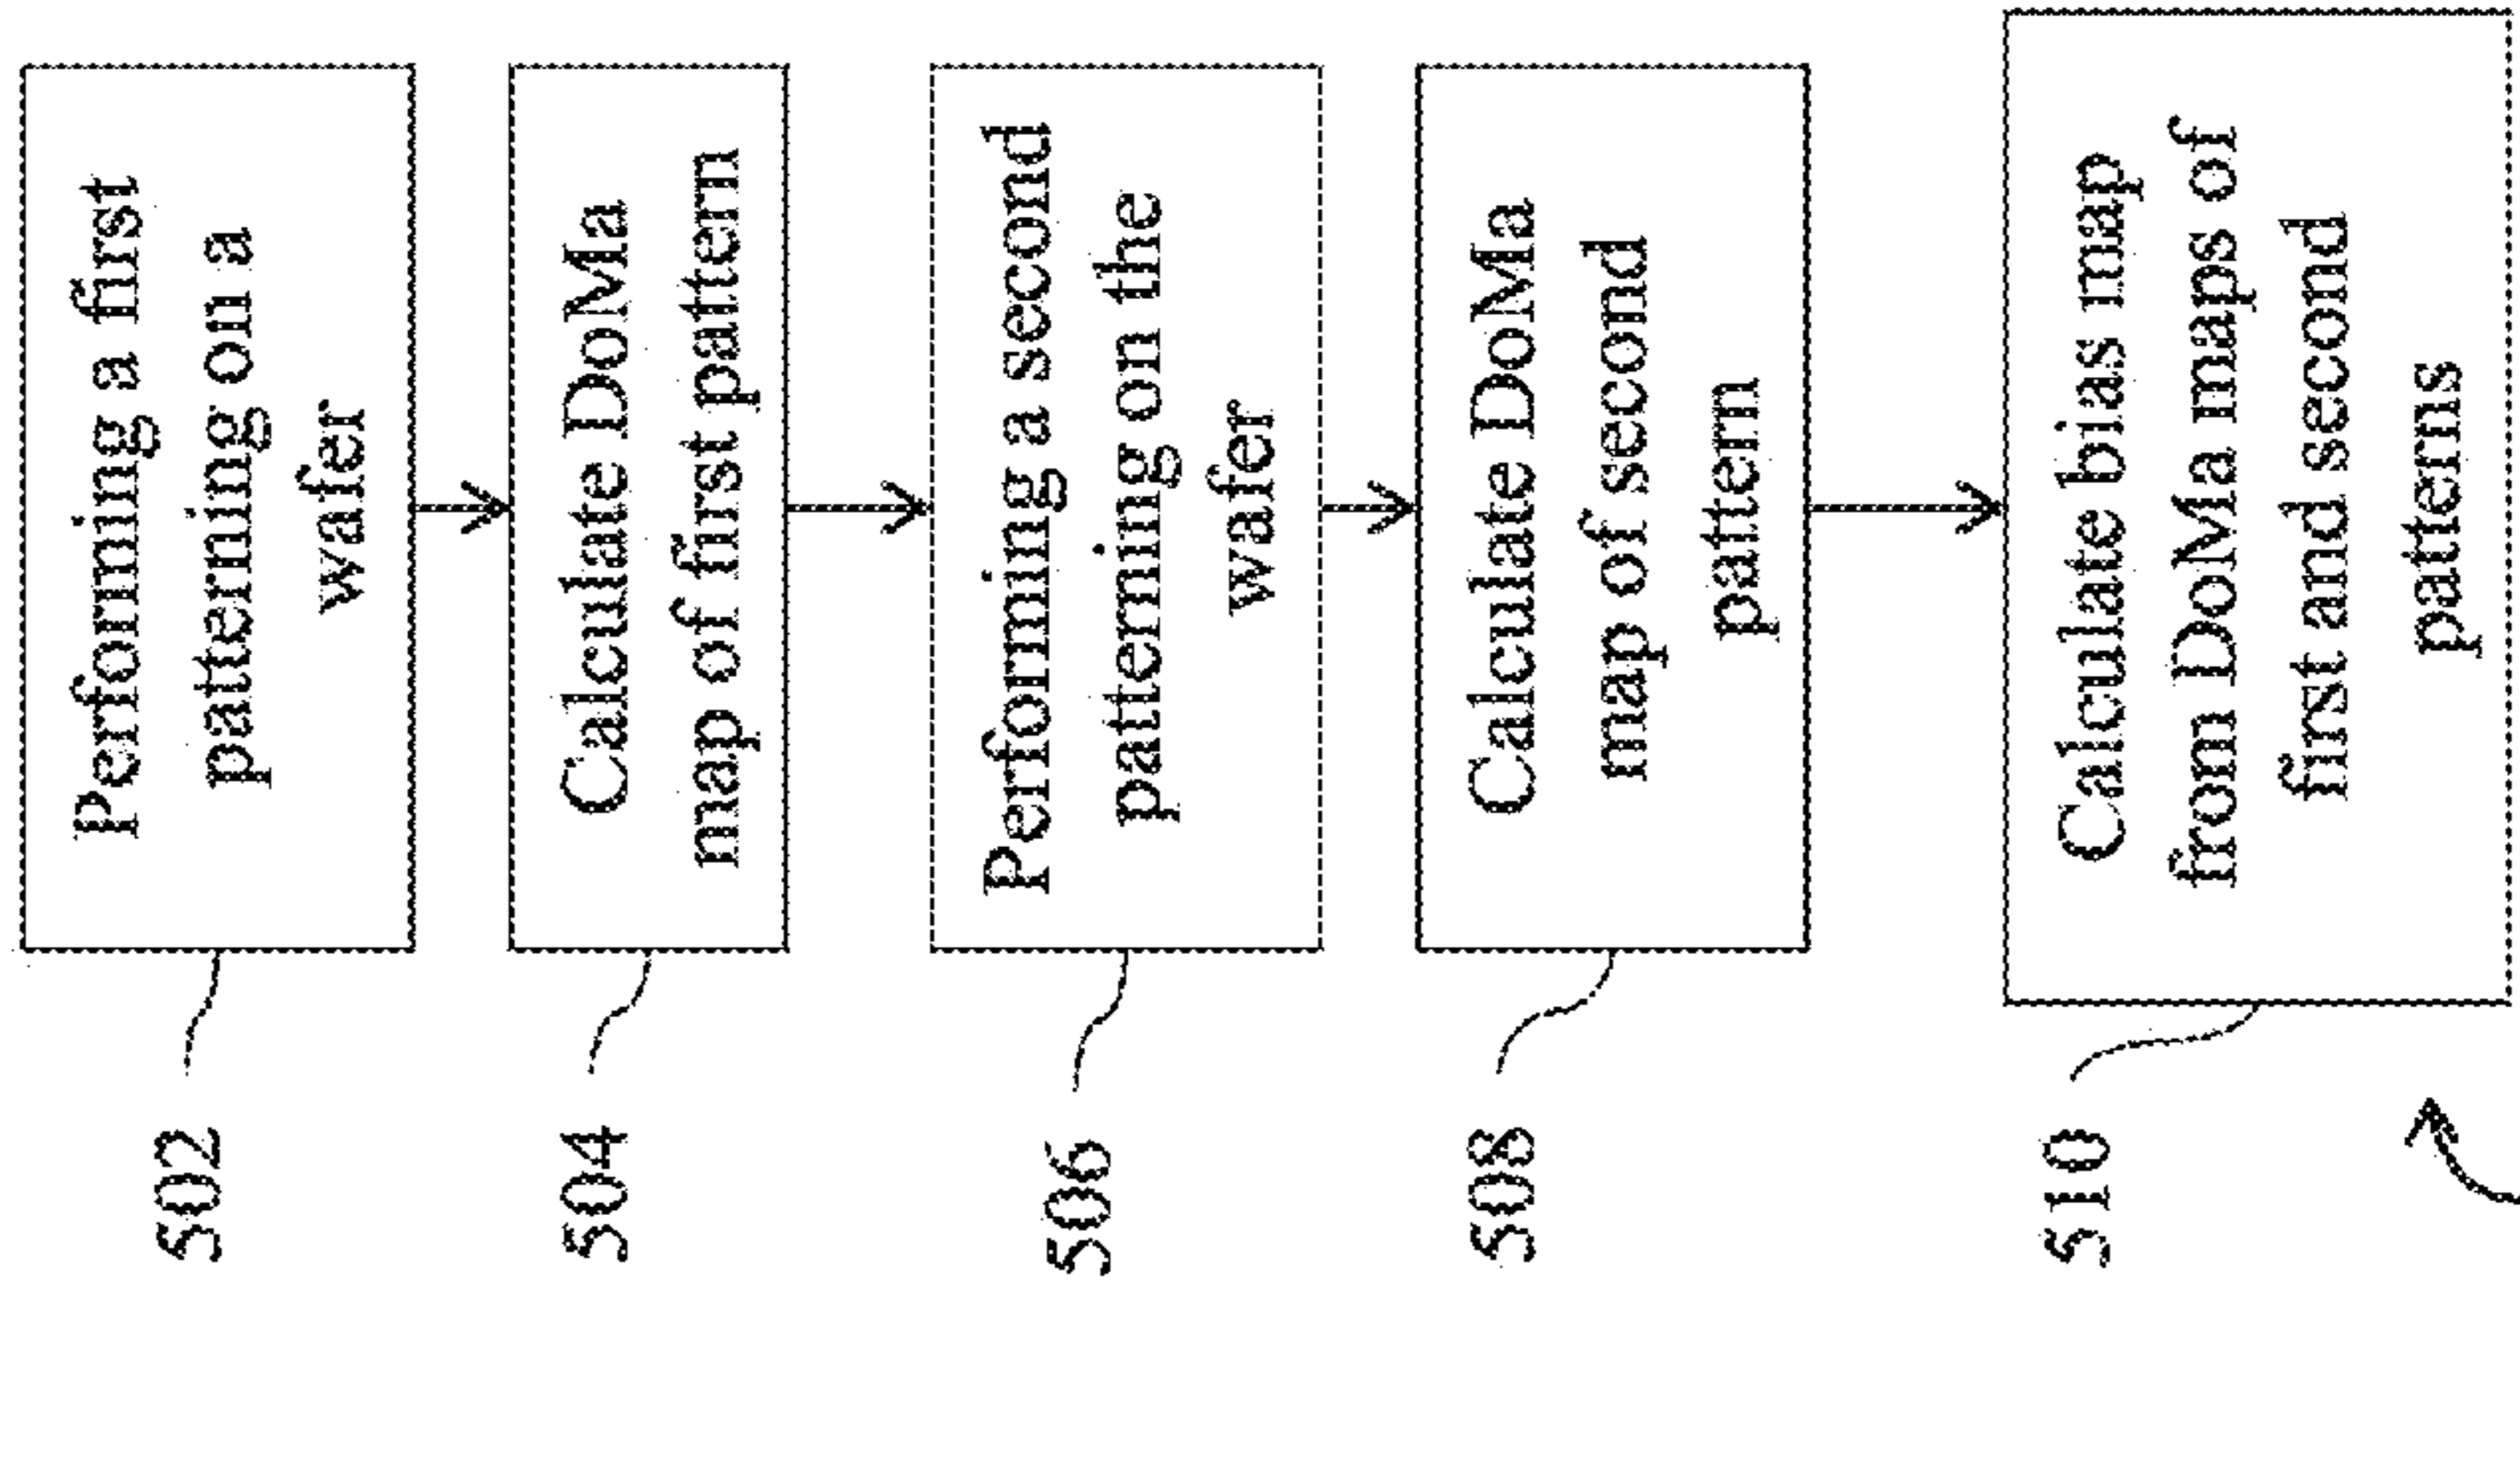 502
Performing a first
patterning on a
wafer
504
Calculate DoMa
map of first pattern
506
Performing a second
patterning on the
wafer
508
Calculate DoMa
map of second
pattern
510
Calculate bias map
from DoMa maps of
first and second
patterns